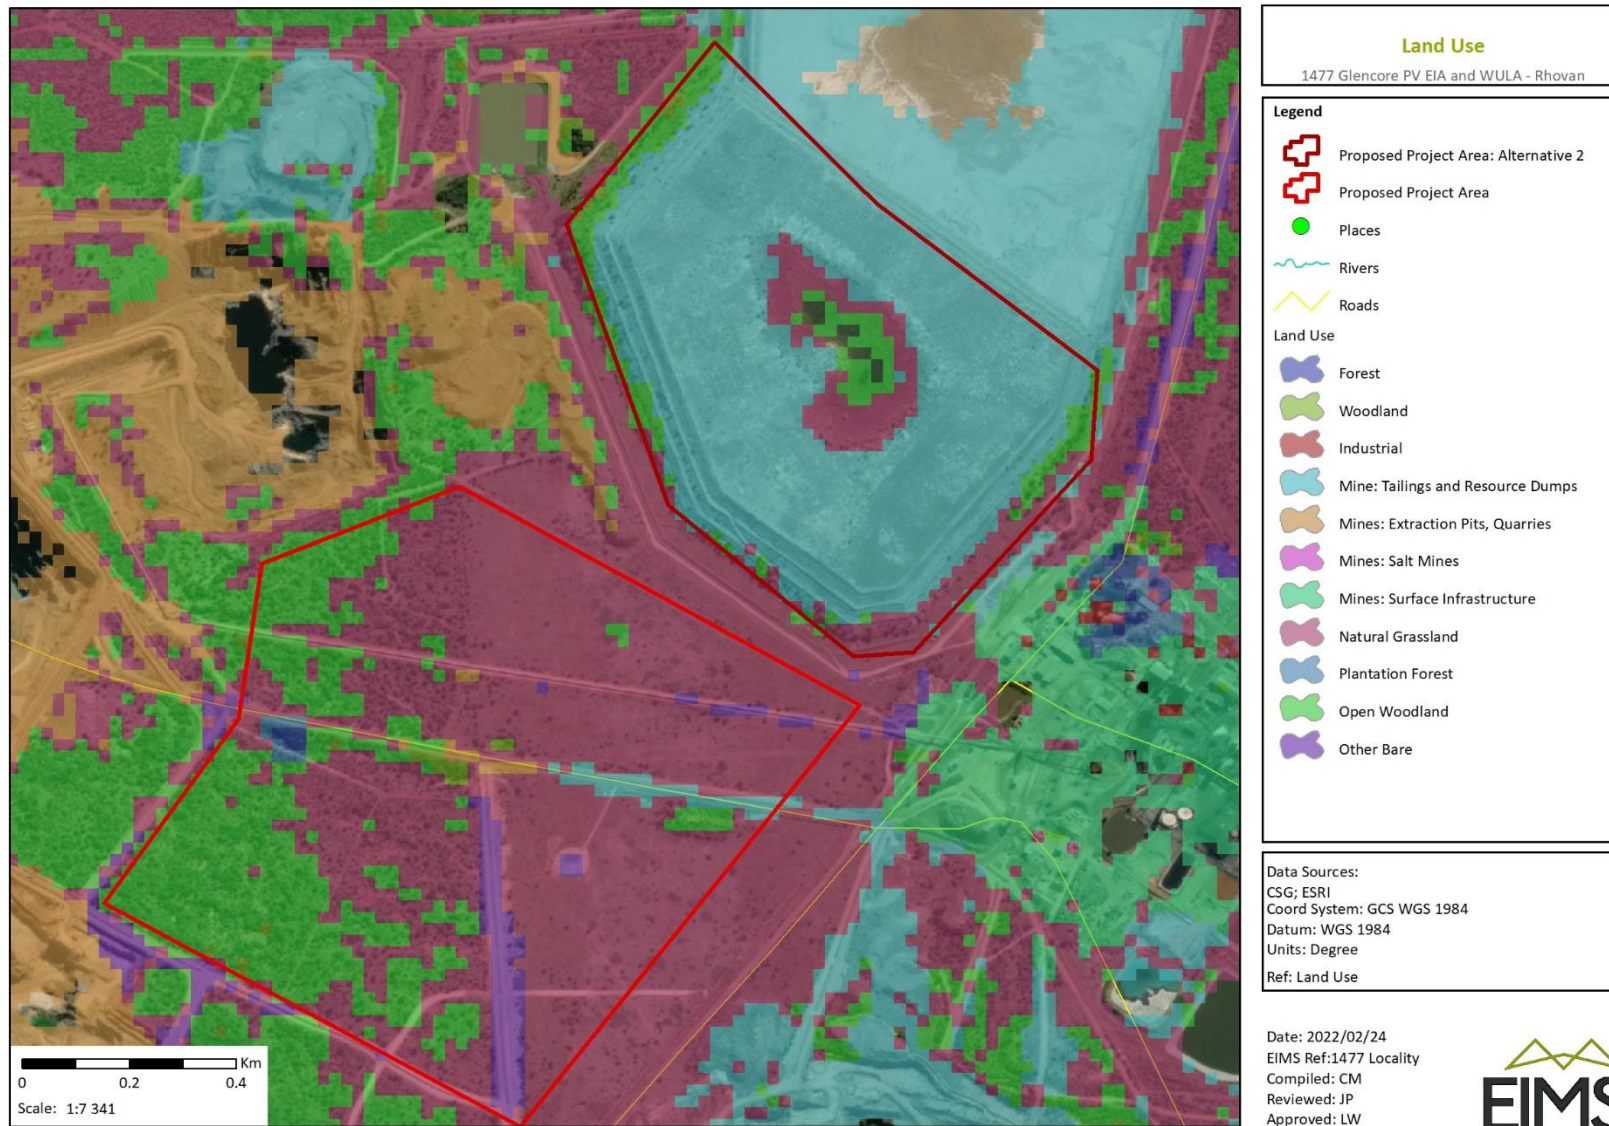 Land Use
1477 Glencore PV EIA and WULA - Rhovan
Legend
Proposed Project Area: Alternative 2
Proposed Project Area
Places
Rivers
Roads
Land Use
Forest
Woodland
Industrial
Mine: Tailings and Resource Dumps
Mines: Extraction Pits, Quarries
Mines: Salt Mines
Mines: Surface Infrastructure
Natural Grassland
Plantation Forest
Open Woodland
Other Bare
Data Sources:
CSG; ESRI
Coord System: GCS WGS 1984
Datum: WGS 1984
Units: Degree
Ref: Land Use
Date: 2022/02/24
EIMS Ref:1477 Locality
Compiled: CM
Reviewed: JP
Approved: LW
EIMS
Km
0 0.2 0.4
Scale: 1:7 341